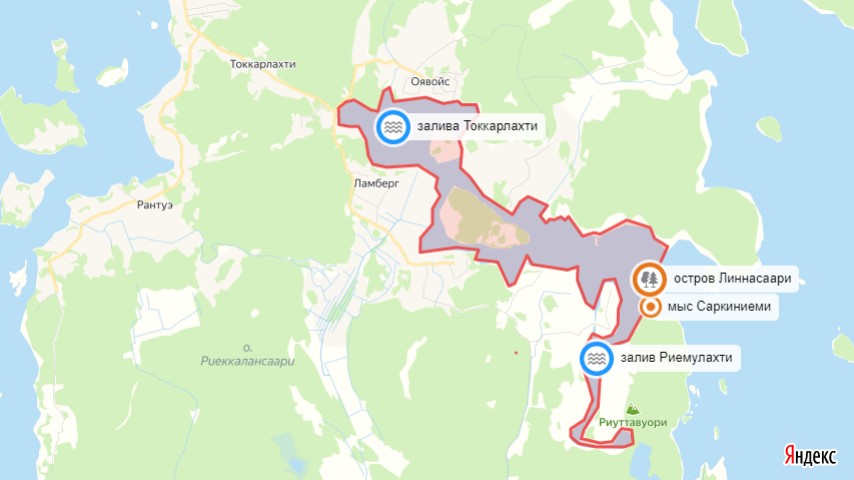 Токкарлахти
Оявойс
залива Токкарлахти
Ламберг
Рантуэ
остров Линнасаари
мыс Саркиниеми
о.
Риеккалансаари
залив Риемулахти
Риуттавуори
Яндекс